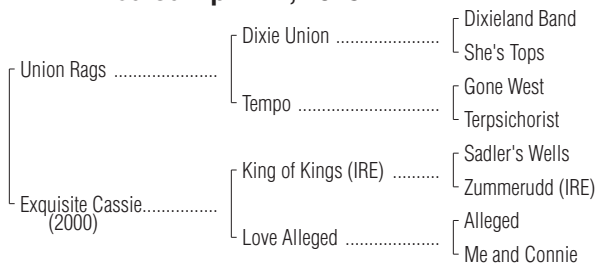 Dixieland Band
Dixie Union ......................
She's Tops
Union Rags ......................
Gone West
Tempo ..............................
Terpsichorist
Sadler's Wells
King of Kings (IRE) ..........
Zummerudd (IRE)
Exquisite Cassie................
(2000)
Alleged
Love Alleged ....................
Me and Connie